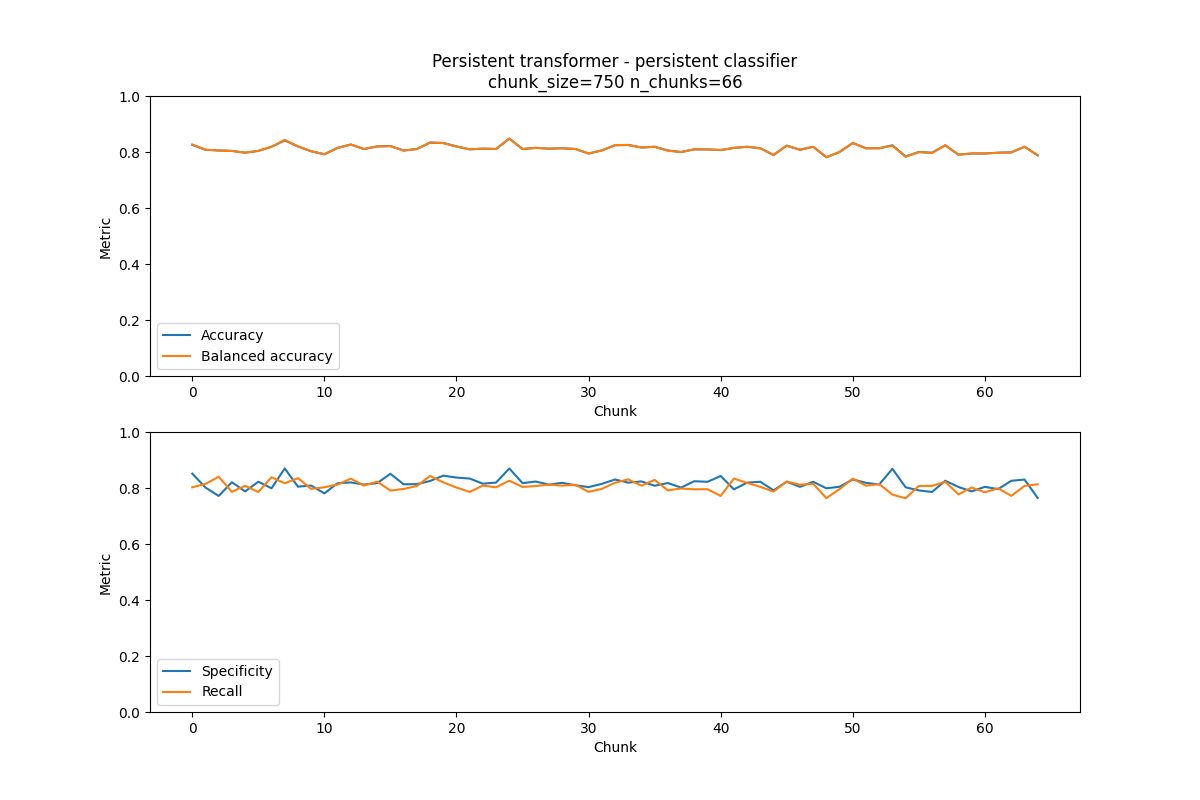 Persistent transformer - persistent classifier
chunk_size=750 n_chunks=66
1.0
0.8
0.6
0.4
0.2
0.0
Metric
Accuracy
Balanced accuracy
0 10 20 30 40 50 60
Chunk
1.0
0.8
0.6
0.4
0.2
0.0
Metric
Specificity
Recall
0 10 20 30 40 50 60
Chunk